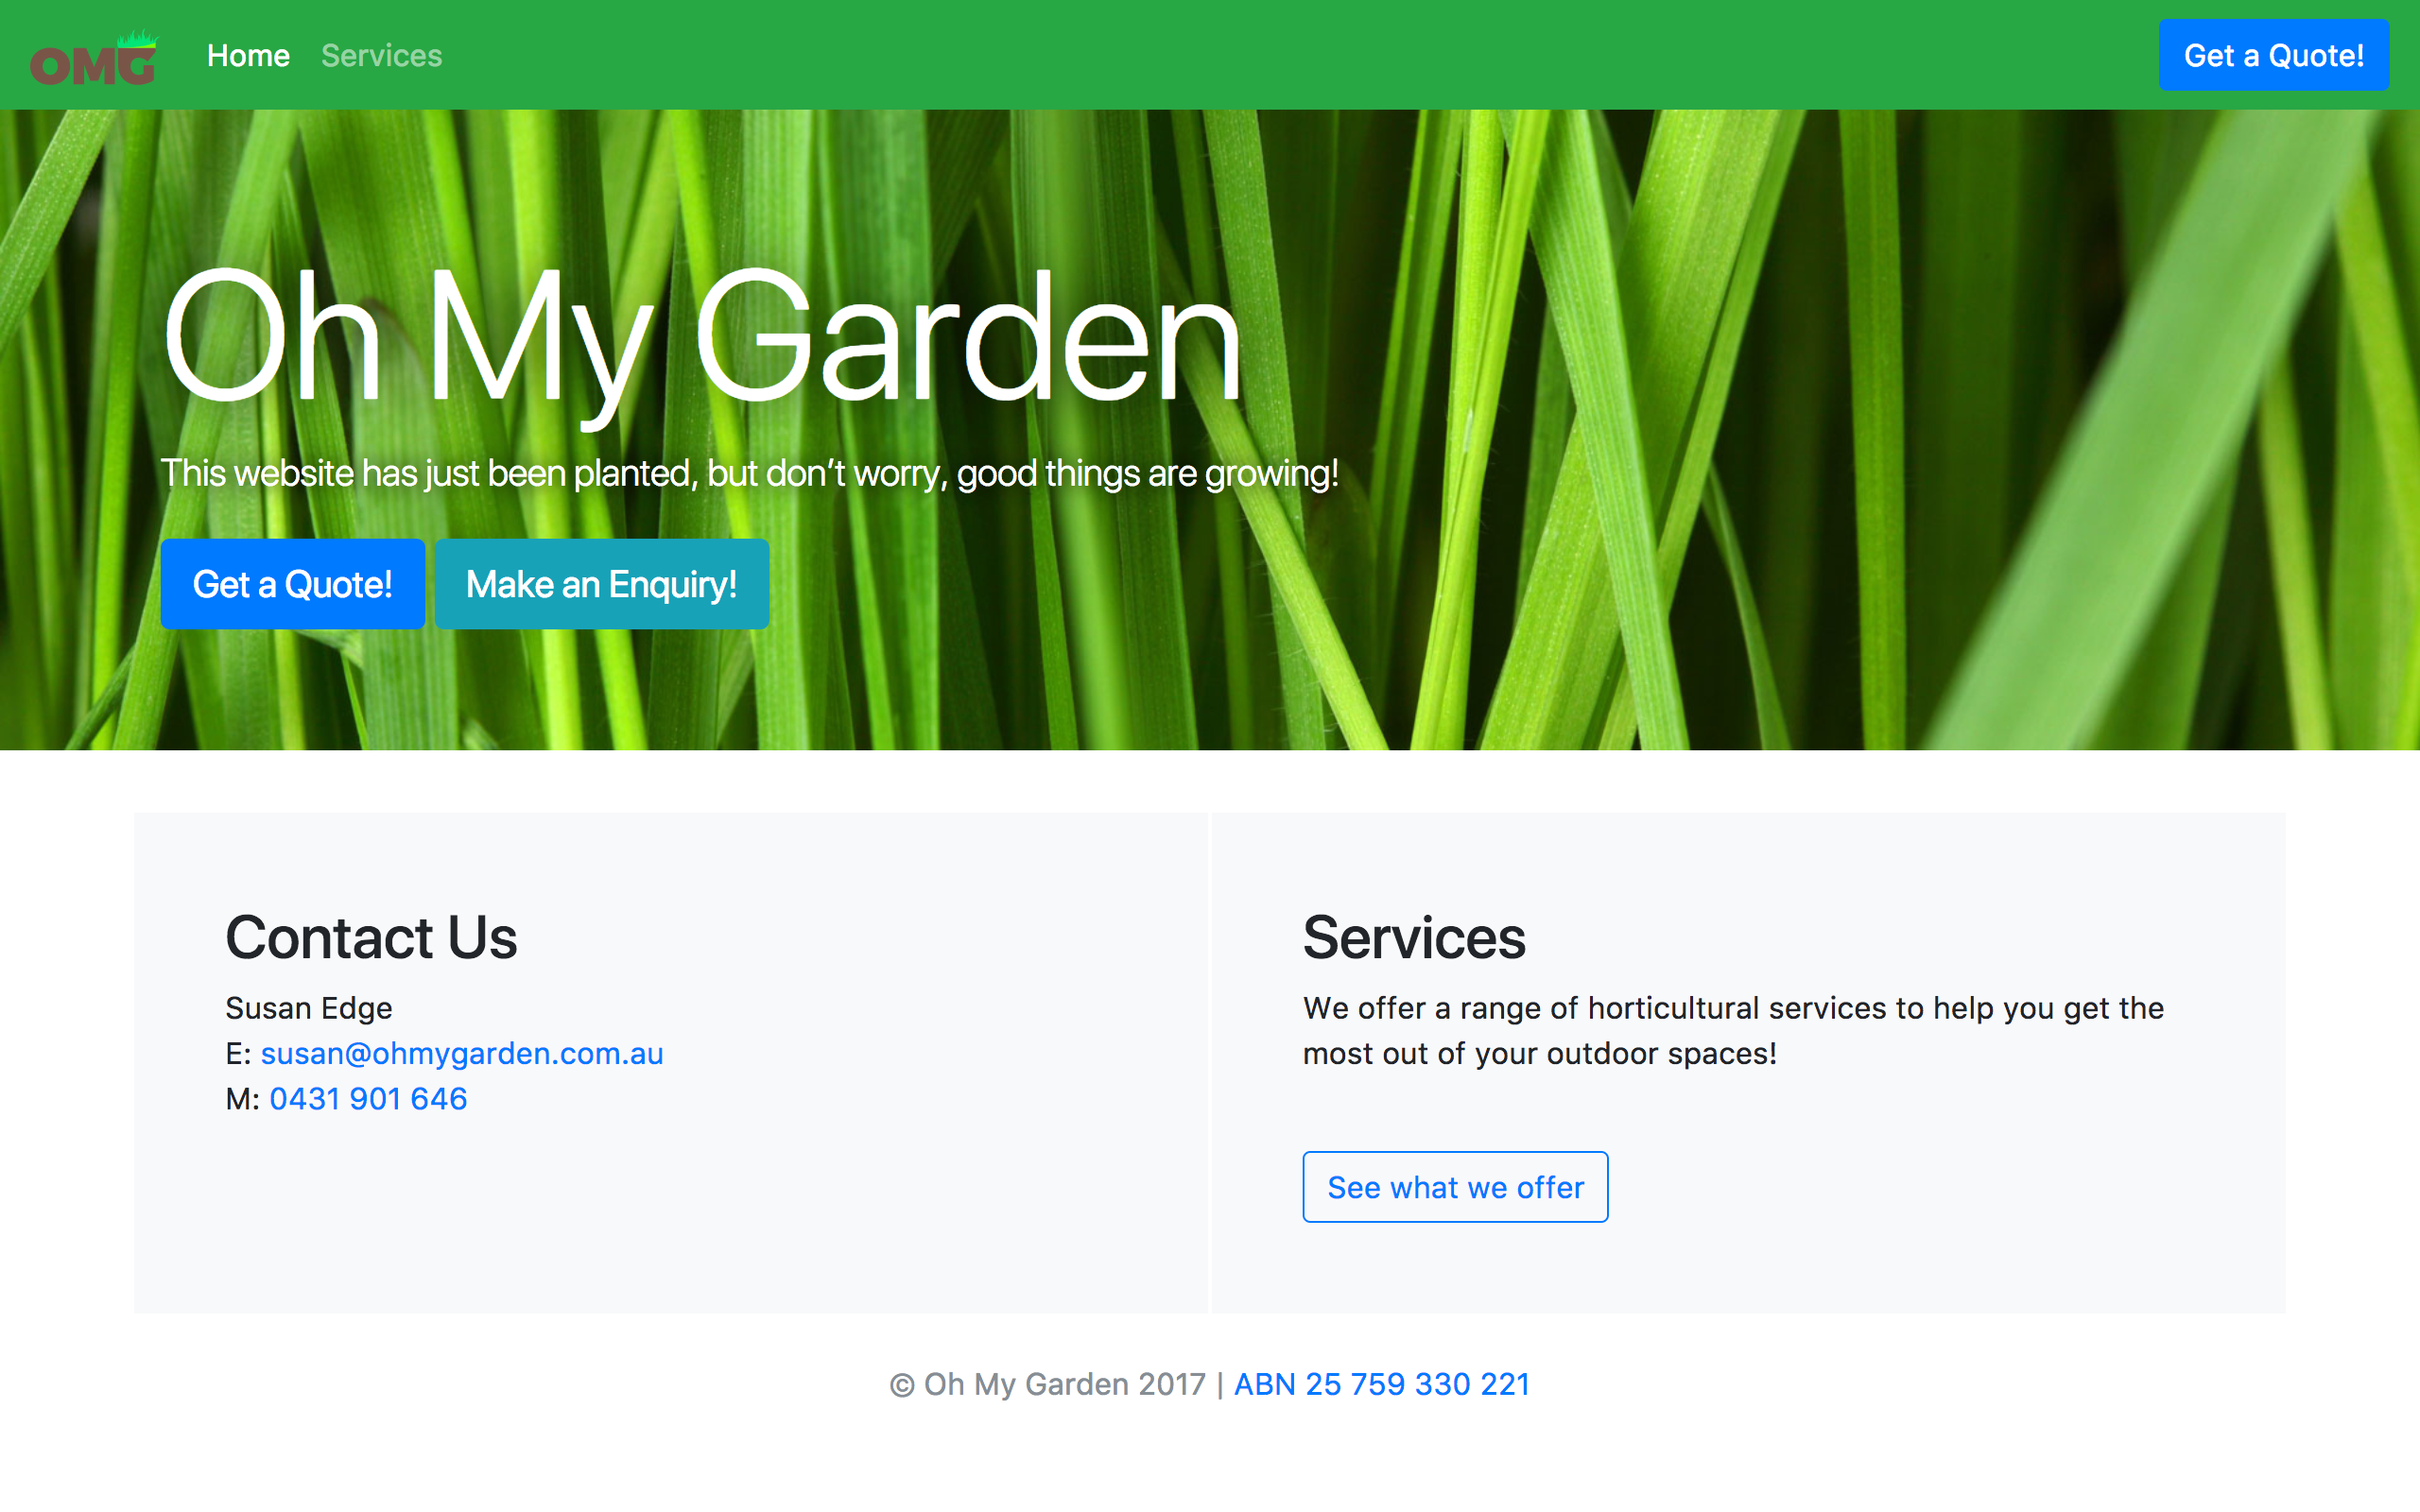 OMG
Home
Services
Get a Quote!
Oh My Garden
This website has just been planted, but don’t worry, good things are growing!
Get a Quote!
Make an Enquiry!
Contact Us
Susan Edge
E: susan@ohmygarden.com.au
M: 0431 901 646
Services
We offer a range of horticultural services to help you get the
most out of your outdoor spaces!
See what we offer
© Oh My Garden 2017 | ABN 25 759 330 221